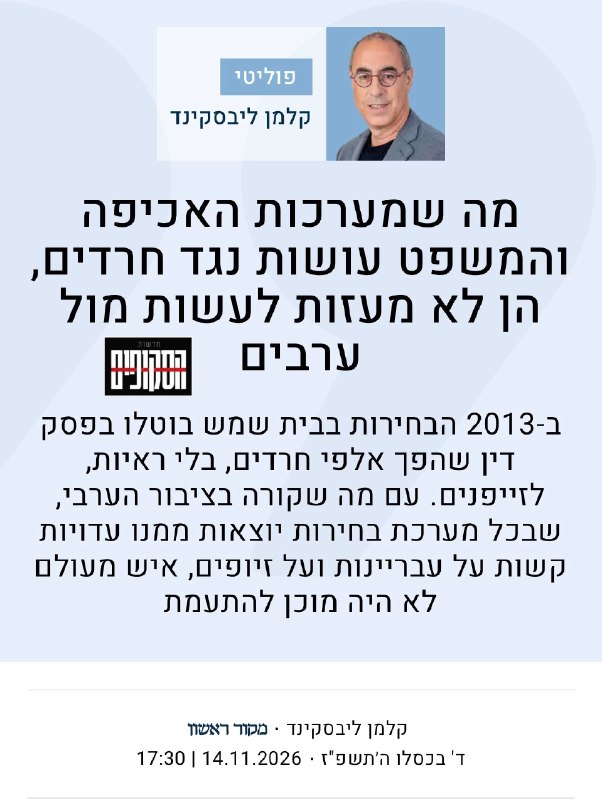 פוליטי
קלמן ליבסקינד
מה שמערכות האכיפה
והמשפט עושות נגד חרדים,
הן לא מעזות לעשות מול
ערבים
חדשות
הסקופים
ב-2013 הבחירות בבית שמש בוטלו בפסק
דין שהפך אלפי חרדים, בלי ראיות,
לזייפנים. עם מה שקורה בציבור הערבי,
שבכל מערכת בחירות יוצאות ממנו עדויות
קשות על עבריינות ועל זיופים, איש מעולם
לא היה מוכן להתעמת
קלמן ליבסקינד · מקור ראשון
ד' בכסלו ה׳תשפ"ז · 14.11.2026 | 17:30